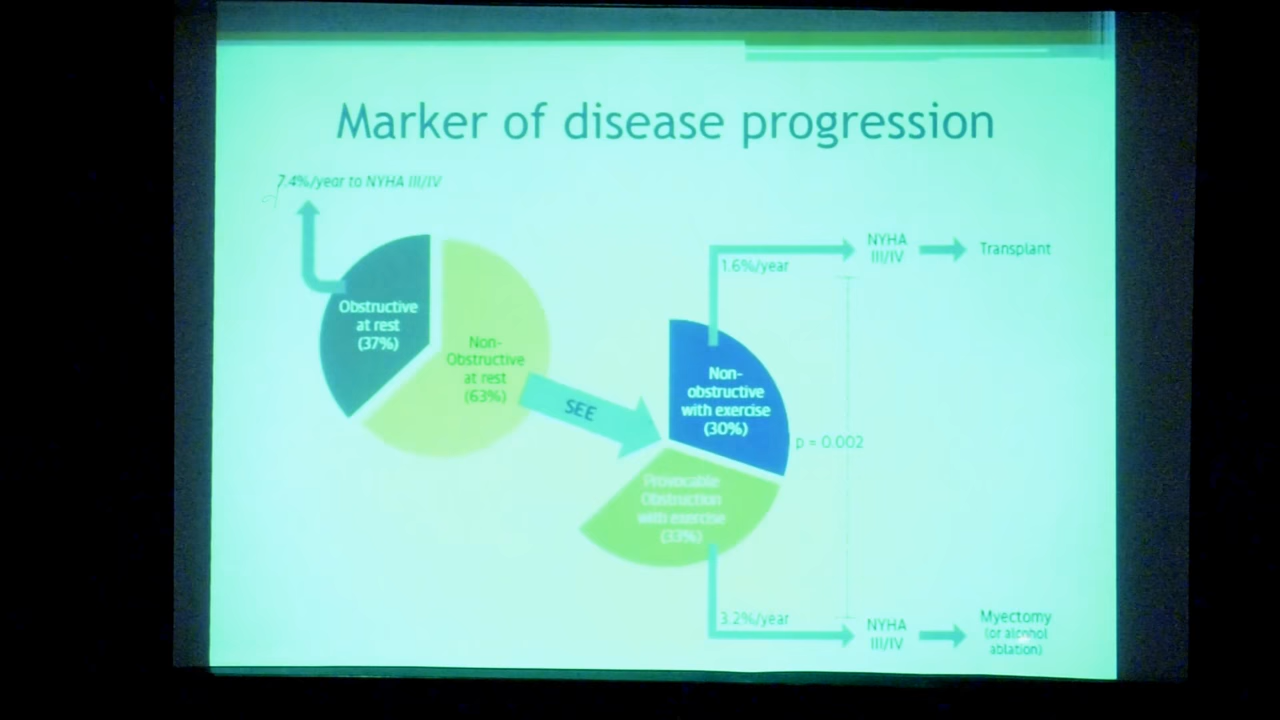 Marker of disease progression
7.4%/year to NYHA III/IV
Obstructive
at rest
(37%)
Non-
Obstructive
at rest
(63%)
SEE
Non-
obstructive
with exercise
(30%)
Provocable
Obstruction
with exercise
(33%)
1.6%/year
NYHA
III/IV
Transplant
p = 0.002
3.2%/year
NYHA
III/IV
Myectomy
(or alcohol
ablation)